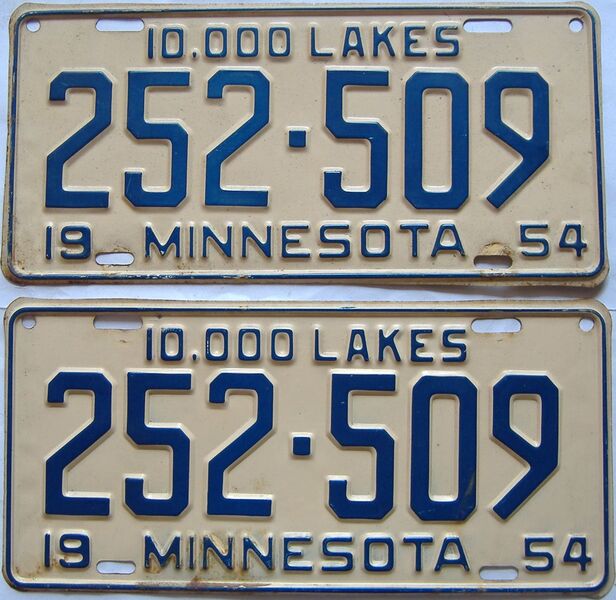 10,000 LAKES
252·509
19 MINNESOTA 54
10,000 LAKES
252·509
19 MINNESOTA 54